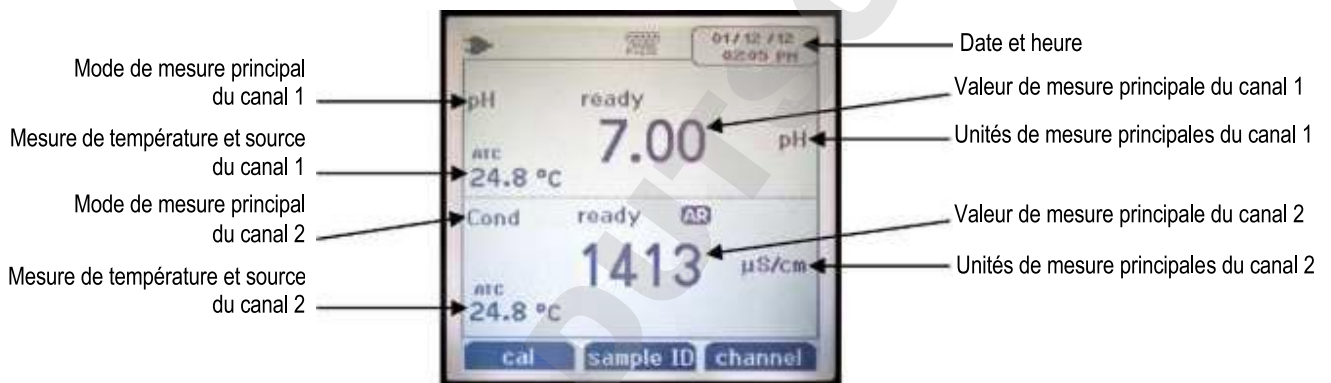 01/12/12
02:05 PM
Date et heure
Mode de mesure principal
du canal 1
pH
ready
7.00
pH
Valeur de mesure principale du canal 1
Unités de mesure principales du canal 1
Mesure de température et source
du canal 1
ATC
24.8 °C
Mode de mesure principal
du canal 2
Cond
ready
AR
1413
µS/cm
Valeur de mesure principale du canal 2
Unités de mesure principales du canal 2
Mesure de température et source
du canal 2
ATC
24.8 °C
cal
sample ID
channel